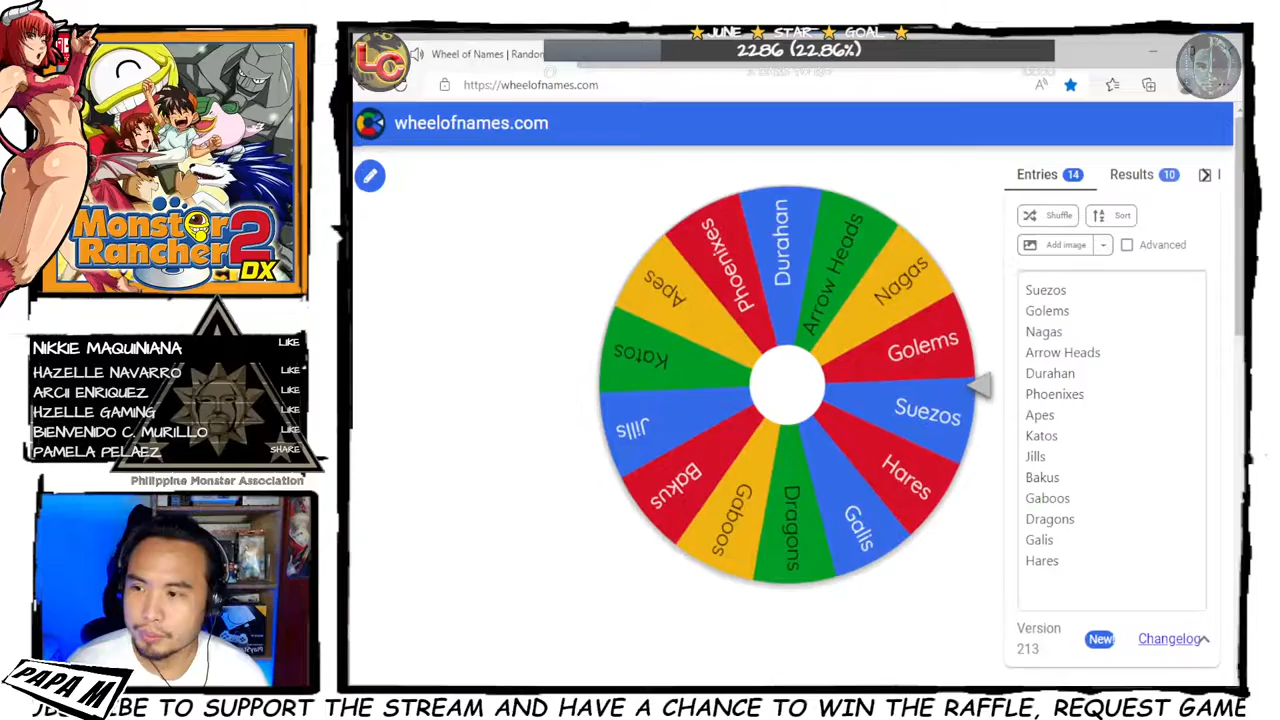 JUNE STAR GOAL
2286 (22.86%)
Wheel of Names | Random
https://wheelofnames.com
wheelofnames.com
Monster
Rancher 2
DX
LC
NIKKIE MAQUINIANA LIKE
HAZELLE NAVARRO LIKE
ARCII ENRIQUEZ LIKE
HZELLE GAMING LIKE
BIENVENIDO C. MURILLO LIKE
PAMELA PELAEZ SHARE
Philippine Monster Association
PAPA M
Durahan
Arrow Heads
Nagas
Golems
Suezos
Hares
Galis
Dragons
Gaboos
Bakus
Jills
Katos
Apes
Phoenixes
Entries 14 Results 10
Shuffle Sort
Add image Advanced
Suezos
Golems
Nagas
Arrow Heads
Durahan
Phoenixes
Apes
Katos
Jills
Bakus
Gaboos
Dragons
Galis
Hares
Version
213
New!
Changelog
BE TO SUPPORT THE STREAM AND HAVE A CHANCE TO WIN THE RAFFLE, REQUEST GAME